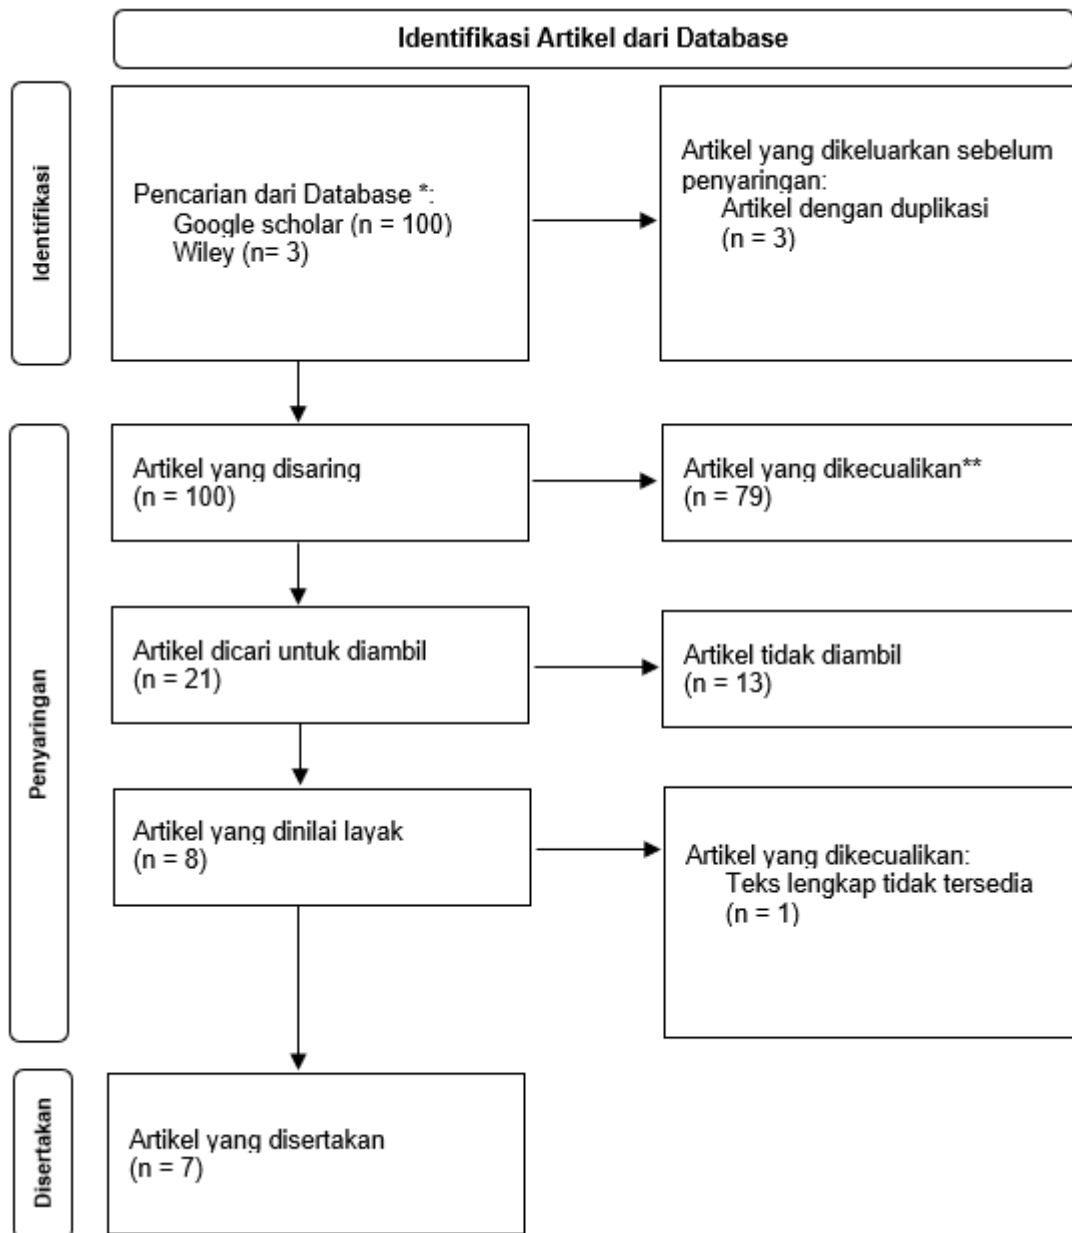 Identifikasi Artikel dari Database
Identifikasi
Pencarian dari Database *:
Google scholar (n = 100)
Wiley (n= 3)
Artikel yang dikeluarkan sebelum
penyaringan:
Artikel dengan duplikasi
(n = 3)
Penyaringan
Artikel yang disaring
(n = 100)
Artikel yang dikecualikan**
(n = 79)
Artikel dicari untuk diambil
(n = 21)
Artikel tidak diambil
(n = 13)
Artikel yang dinilai layak
(n = 8)
Artikel yang dikecualikan:
Teks lengkap tidak tersedia
(n = 1)
Disertakan
Artikel yang disertakan
(n = 7)